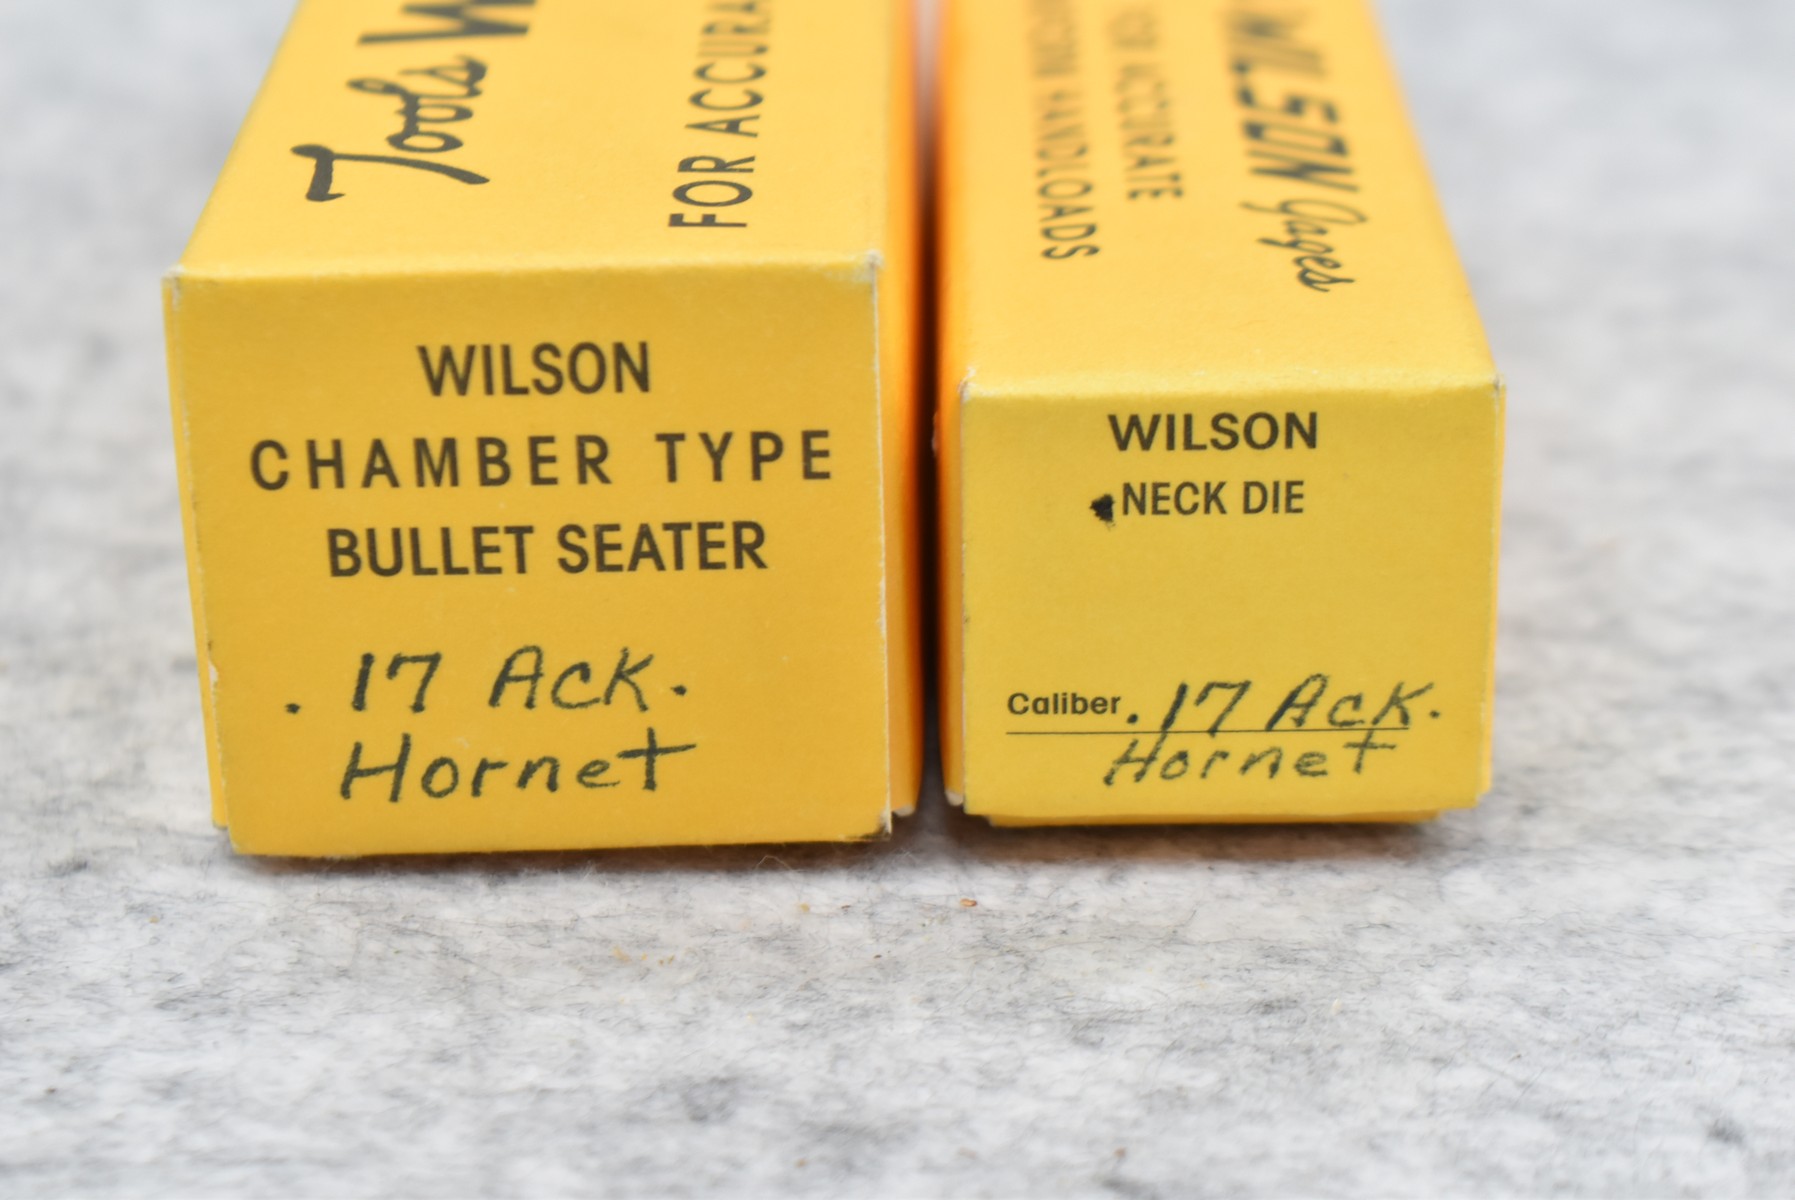 Tools W
FOR ACCURA
WILSON
CHAMBER TYPE
BULLET SEATER
.17 Ack.
Hornet
WILSON Gages
FOR ACCURATE
HANDLOADS
WILSON
NECK DIE
Caliber .17 Ack.
Hornet